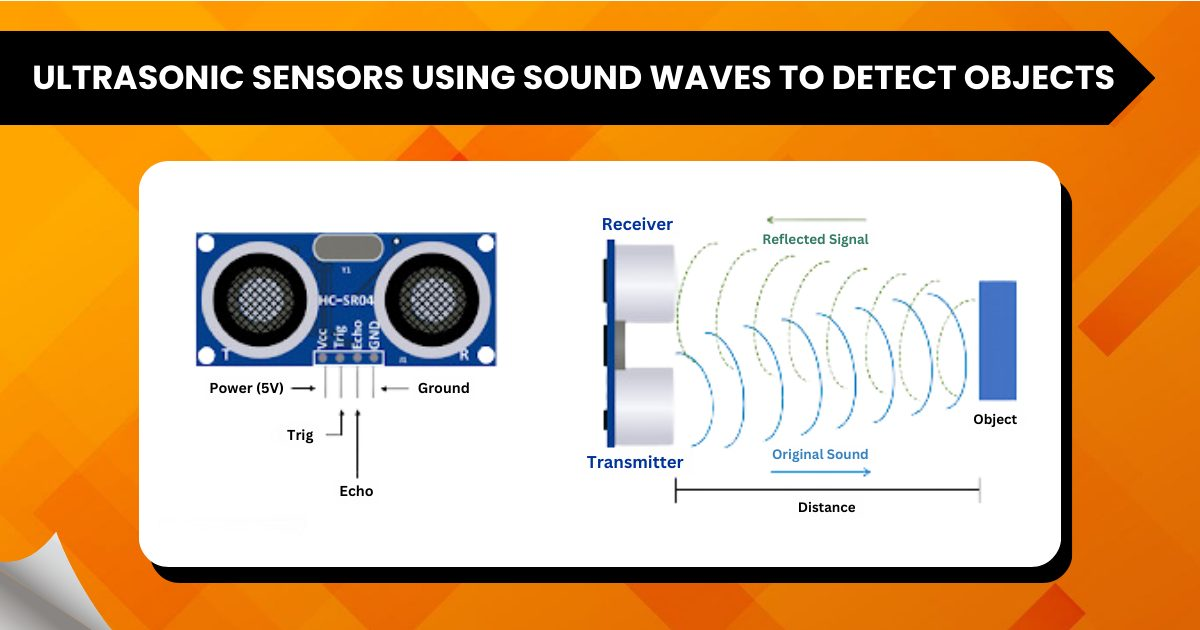 ULTRASONIC SENSORS USING SOUND WAVES TO DETECT OBJECTS
Y1
HC-SR04
Vcc
Trig
Echo
GND
T
J1
R
Power (5V)
Ground
Trig
Echo
Receiver
Reflected Signal
Object
Original Sound
Transmitter
Distance